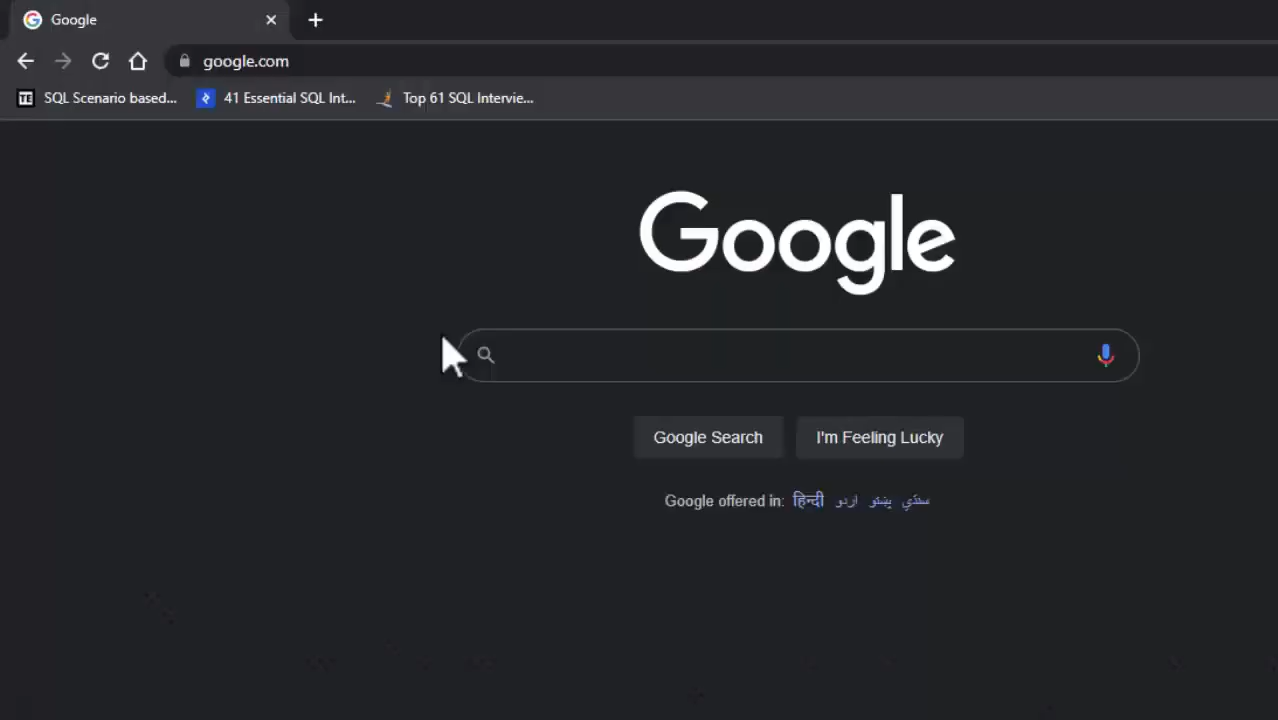 Google
google.com
SQL Scenario based... 41 Essential SQL Int... Top 61 SQL Intervie...
Google
Google Search I'm Feeling Lucky
Google offered in: हिन्दी اردو پښتو سنڌي